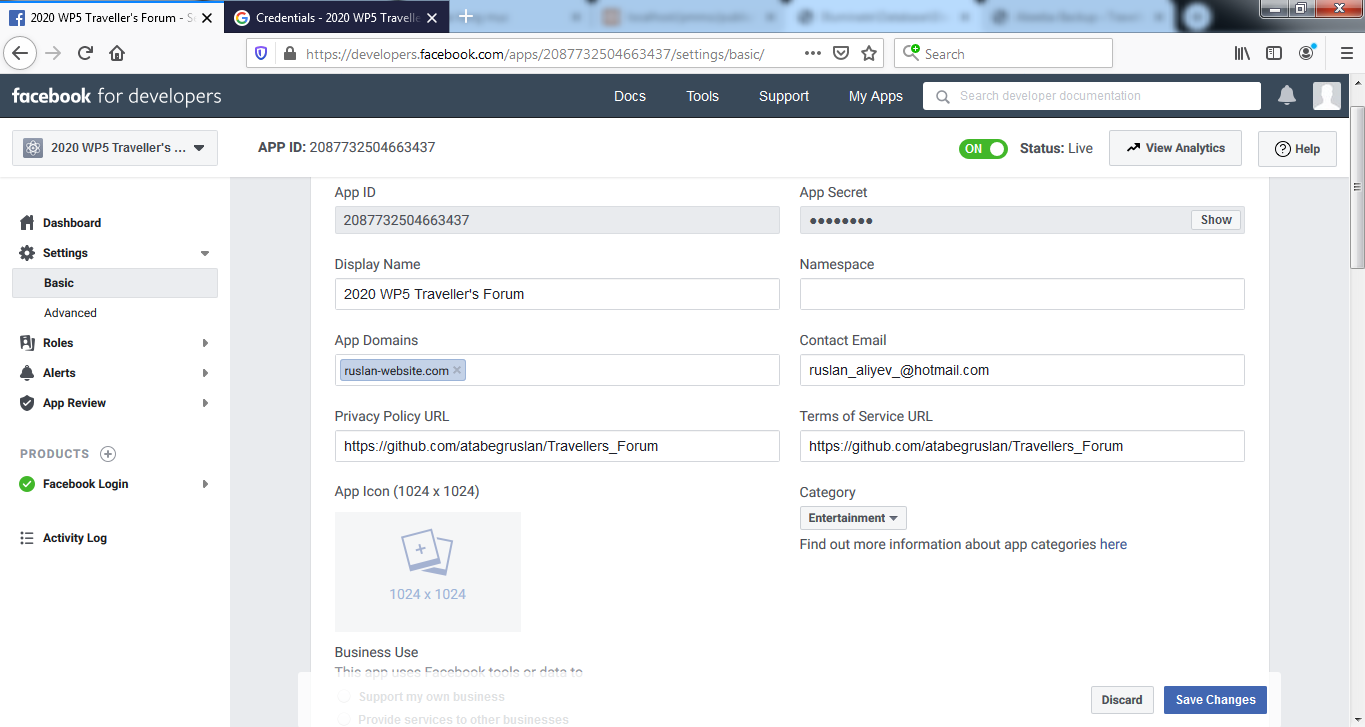 2020 WP5 Traveller's Forum - S
Credentials - 2020 WP5 Travelle
https://developers.facebook.com/apps/2087732504663437/settings/basic/
Search
facebook for developers
Docs
Tools
Support
My Apps
Search developer documentation
2020 WP5 Traveller's ...
APP ID: 2087732504663437
ON
Status: Live
View Analytics
Help
Dashboard
Settings
Basic
Advanced
Roles
Alerts
App Review
PRODUCTS
Facebook Login
Activity Log
App ID
2087732504663437
App Secret
●●●●●●●●
Show
Display Name
2020 WP5 Traveller's Forum
Namespace
App Domains
ruslan-website.com
Contact Email
ruslan_aliyev_@hotmail.com
Privacy Policy URL
https://github.com/atabegruslan/Travellers_Forum
Terms of Service URL
https://github.com/atabegruslan/Travellers_Forum
App Icon (1024 x 1024)
1024 x 1024
Category
Entertainment
Find out more information about app categories here
Business Use
This app uses Facebook tools or data to
Support my own business
Provide services to other businesses
Discard
Save Changes